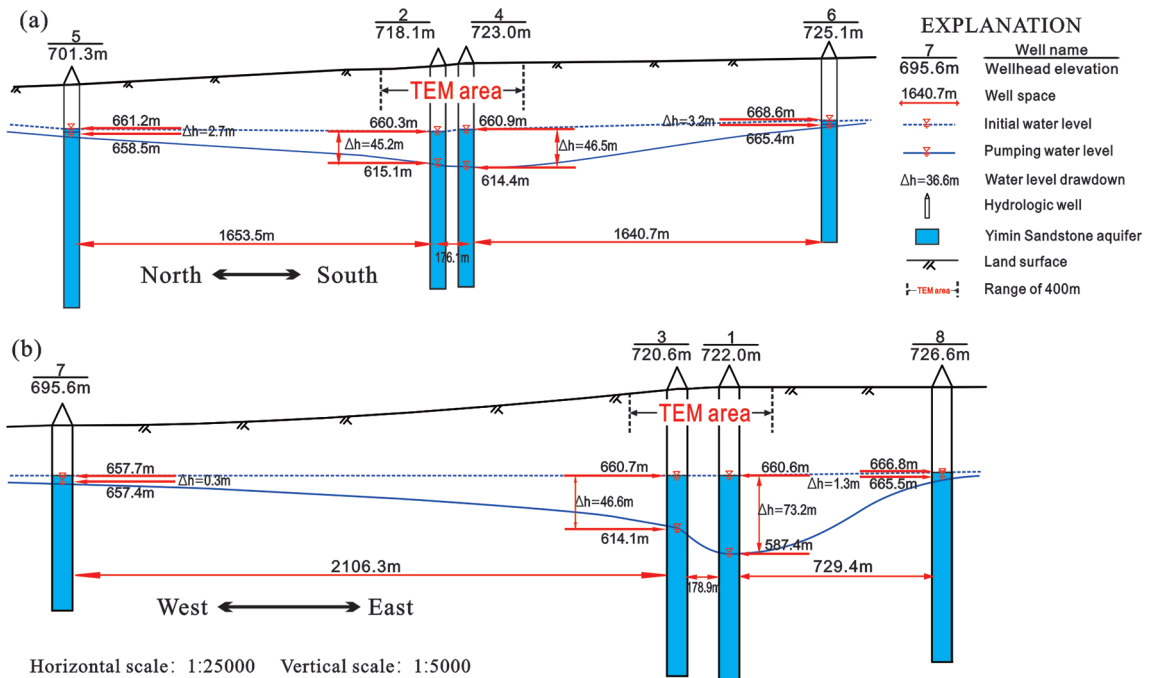 (a)
5
701.3m
2
718.1m
4
723.0m
6
725.1m
TEM area
661.2m
Δh=2.7m
658.5m
660.3m
Δh=45.2m
615.1m
660.9m
Δh=46.5m
614.4m
668.6m
Δh=3.2m
665.4m
1653.5m
176.1m
1640.7m
North
South
EXPLANATION
7
695.6m
Well name
Wellhead elevation
1640.7m
Well space
Initial water level
Pumping water level
Δh=36.6m
Water level drawdown
Hydrologic well
Yimin Sandstone aquifer
Land surface
TEM area
Range of 400m
(b)
7
695.6m
3
720.6m
1
722.0m
8
726.6m
TEM area
657.7m
Δh=0.3m
657.4m
660.7m
Δh=46.6m
614.1m
660.6m
Δh=73.2m
587.4m
666.8m
Δh=1.3m
665.5m
2106.3m
178.9m
729.4m
West
East
Horizontal scale: 1:25000 Vertical scale: 1:5000